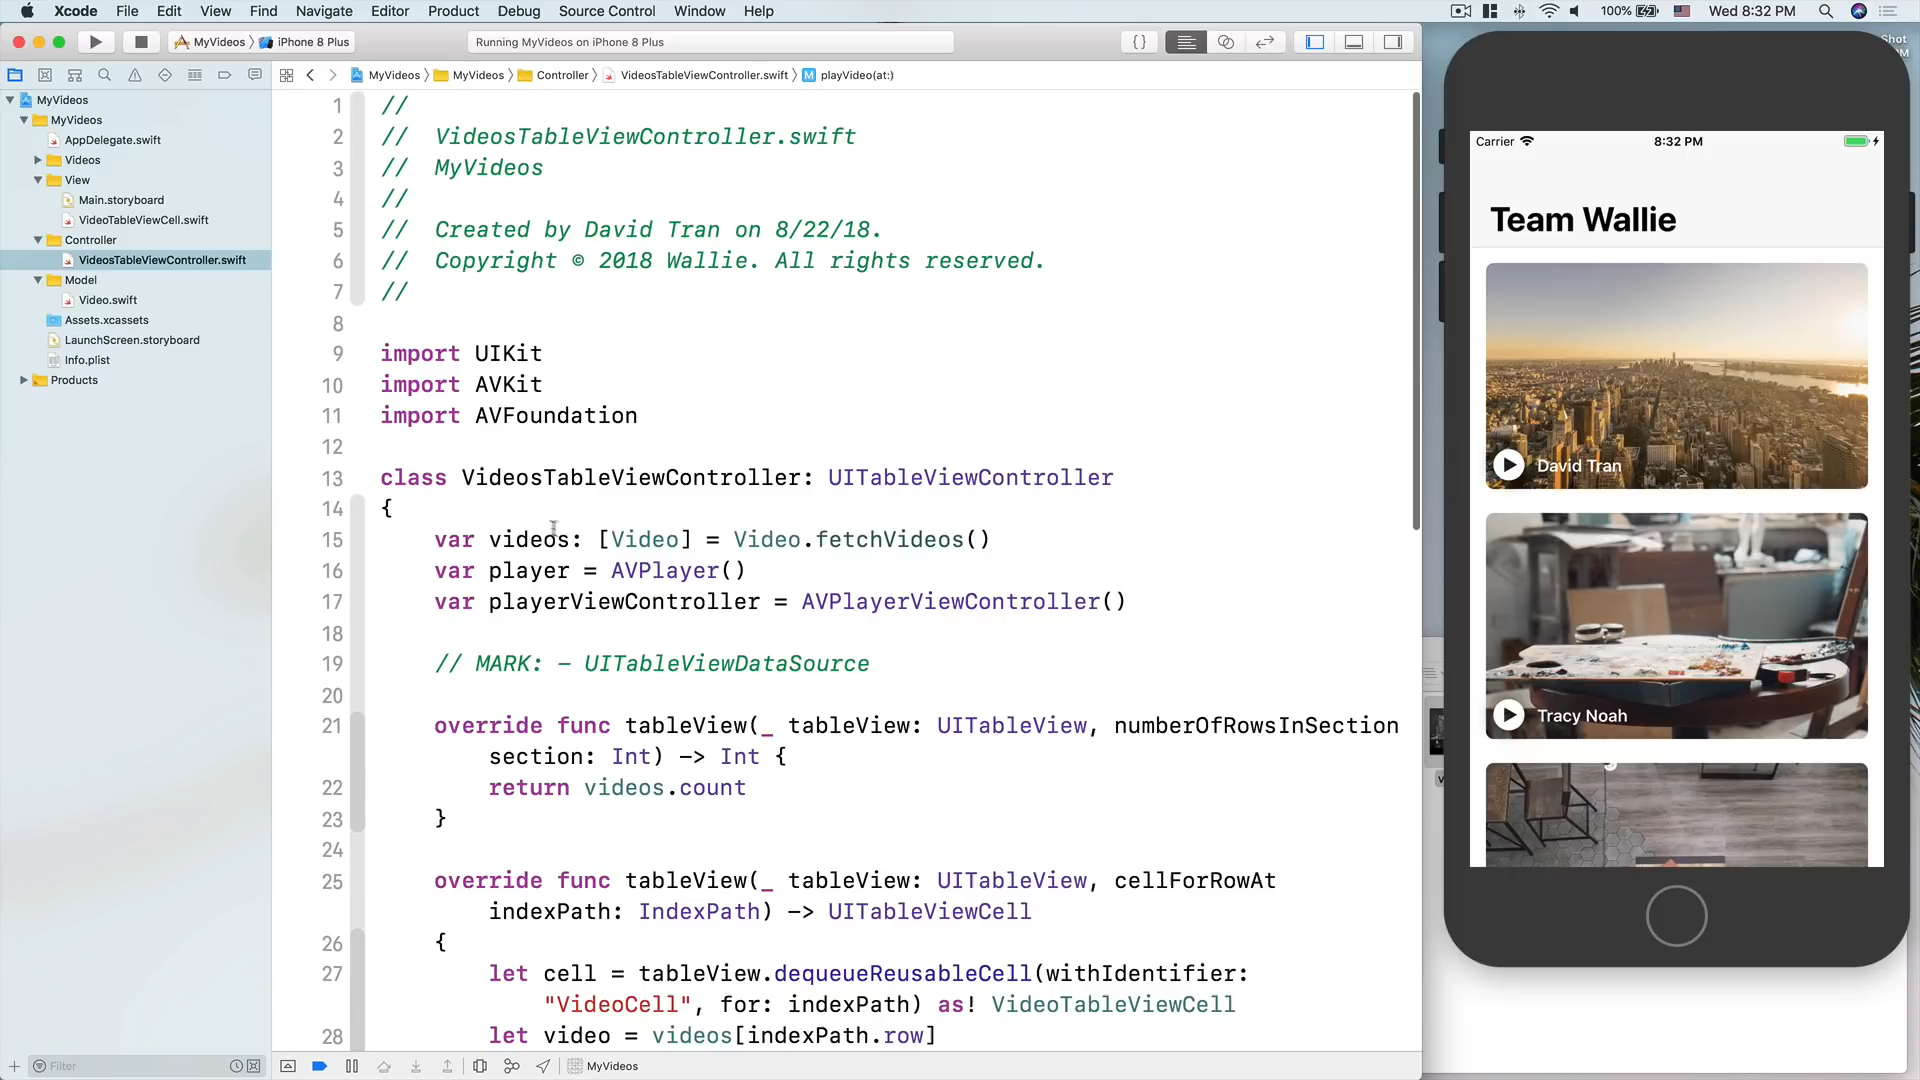 Xcode File Edit View Find Navigate Editor Product Debug Source Control Window Help
100% Wed 8:32 PM
MyVideos iPhone 8 Plus
Running MyVideos on iPhone 8 Plus
{}
MyVideos MyVideos Controller VideosTableViewController.swift M playVideo(at:)
MyVideos
MyVideos
AppDelegate.swift
Videos
View
Main.storyboard
VideoTableViewCell.swift
Controller
VideosTableViewController.swift
Model
Video.swift
Assets.xcassets
LaunchScreen.storyboard
Info.plist
Products
Filter
1 //
2 // VideosTableViewController.swift
3 // MyVideos
4 //
5 // Created by David Tran on 8/22/18.
6 // Copyright © 2018 Wallie. All rights reserved.
7 //
8
9 import UIKit
10 import AVKit
11 import AVFoundation
12
13 class VideosTableViewController: UITableViewController
14 {
15 var videos: [Video] = Video.fetchVideos()
16 var player = AVPlayer()
17 var playerViewController = AVPlayerViewController()
18
19 // MARK: - UITableViewDataSource
20
21 override func tableView(_ tableView: UITableView, numberOfRowsInSection
section: Int) -> Int {
22 return videos.count
23 }
24
25 override func tableView(_ tableView: UITableView, cellForRowAt
indexPath: IndexPath) -> UITableViewCell
26 {
27 let cell = tableView.dequeueReusableCell(withIdentifier:
"VideoCell", for: indexPath) as! VideoTableViewCell
28 let video = videos[indexPath.row]
MyVideos
Shot
Carrier 8:32 PM
Team Wallie
David Tran
Tracy Noah